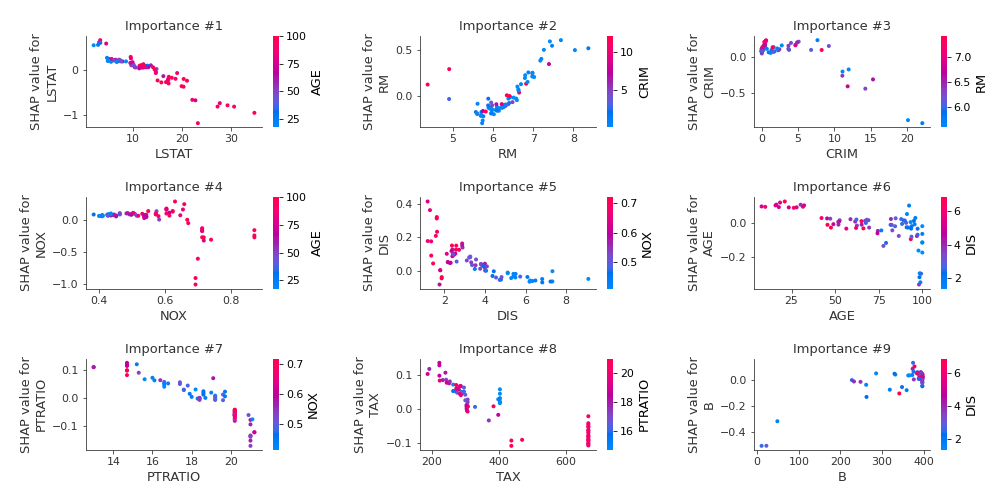 Importance #1
SHAP value for
LSTAT
0
−1
10
20
30
LSTAT
100
75
50
25
AGE
Importance #2
SHAP value for
RM
0.5
0.0
5
6
7
8
RM
10
5
CRIM
Importance #3
SHAP value for
CRIM
0.0
−0.5
0
5
10
15
20
CRIM
7.0
6.5
6.0
RM
Importance #4
SHAP value for
NOX
0.0
−0.5
−1.0
0.4
0.6
0.8
NOX
100
75
50
25
AGE
Importance #5
SHAP value for
DIS
0.4
0.2
0.0
2
4
6
8
DIS
0.7
0.6
0.5
NOX
Importance #6
SHAP value for
AGE
0.0
−0.2
25
50
75
100
AGE
6
4
2
DIS
Importance #7
SHAP value for
PTRATIO
0.1
0.0
−0.1
14
16
18
20
PTRATIO
0.7
0.6
0.5
NOX
Importance #8
SHAP value for
TAX
0.1
0.0
−0.1
200
400
600
TAX
20
18
16
PTRATIO
Importance #9
SHAP value for
B
0.0
−0.2
−0.4
0
100
200
300
400
B
6
4
2
DIS